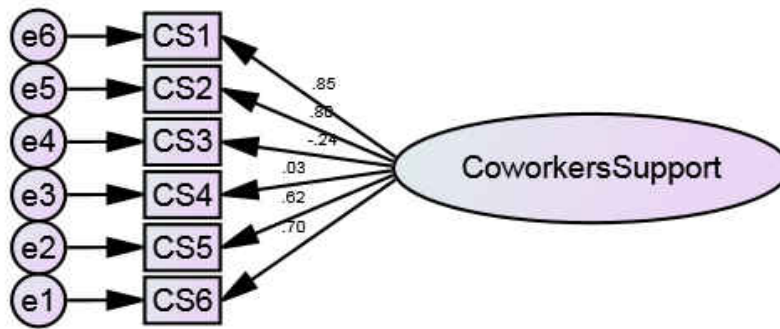 e6 CS1
.85
e5 CS2
e4 CS3
-.24
.03
CoworkersSupport
e3 CS4
.62
e2 CS5
.70
e1 CS6